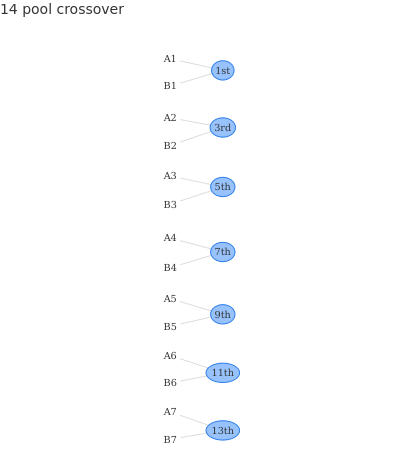 14 pool crossover
A1
1st
B1
A2
3rd
B2
A3
5th
B3
A4
7th
B4
A5
9th
B5
A6
11th
B6
A7
13th
B7